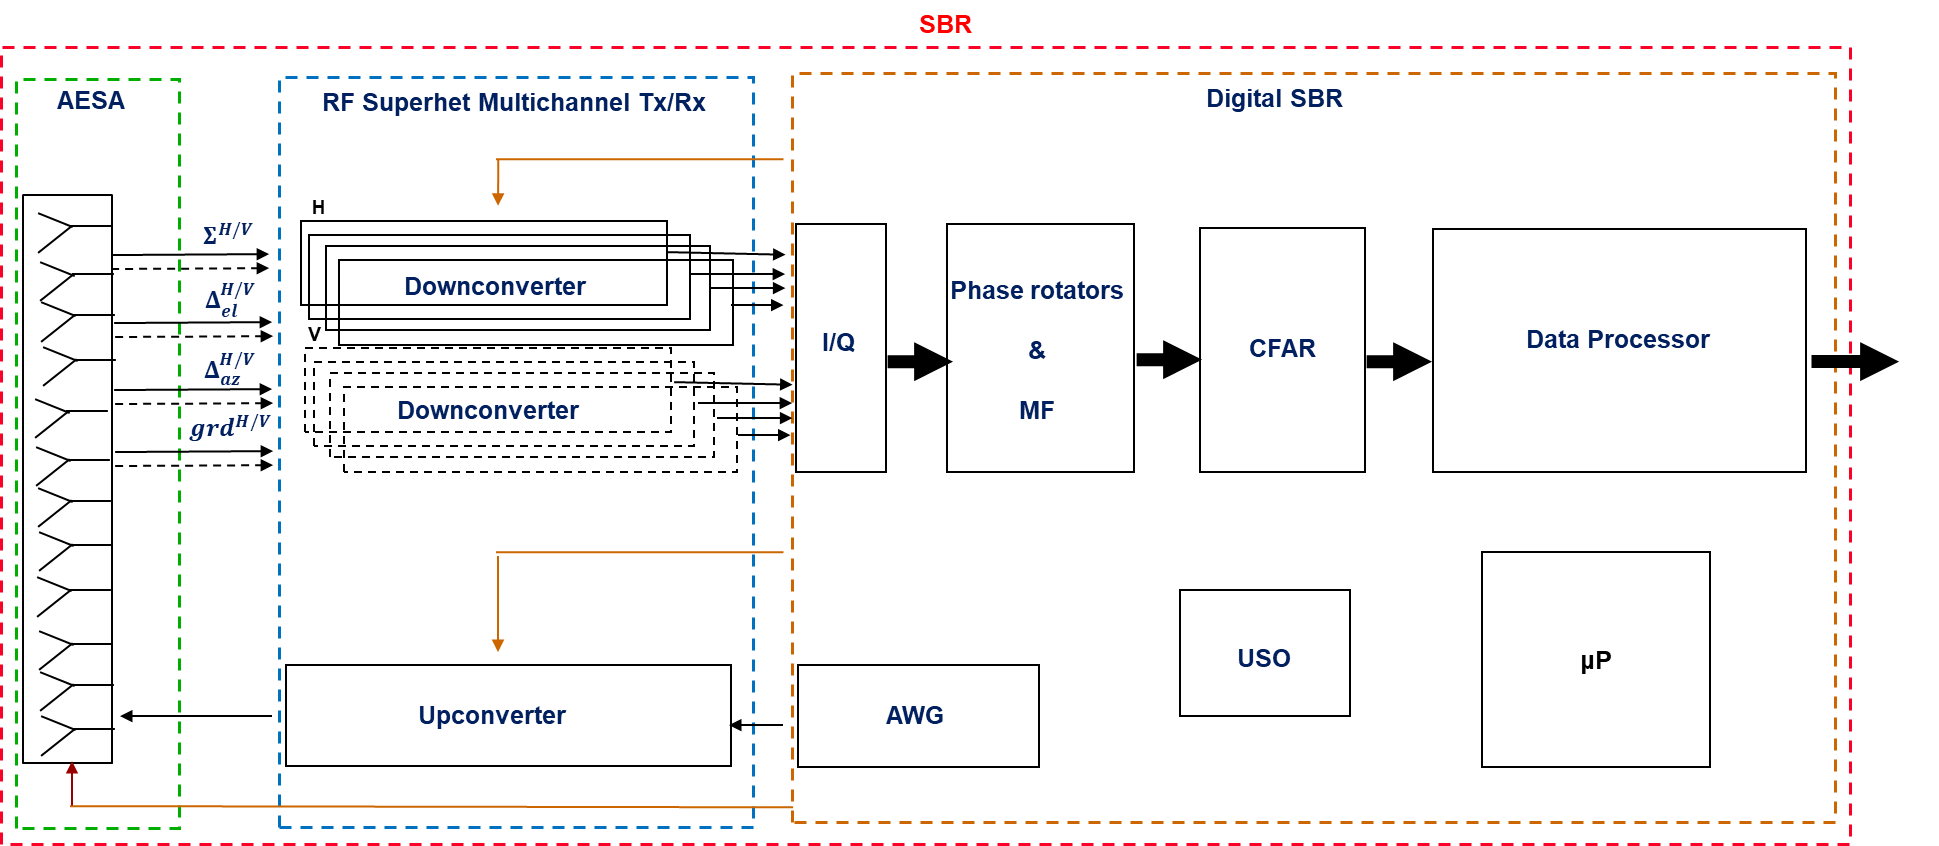 SBR
AESA
RF Superhet Multichannel Tx/Rx
Digital SBR
H
Σ^{H/V}
Δ_{el}^{H/V}
Δ_{az}^{H/V}
grd^{H/V}
Downconverter
V
Downconverter
I/Q
Phase rotators
&
MF
CFAR
Data Processor
Upconverter
AWG
USO
µP